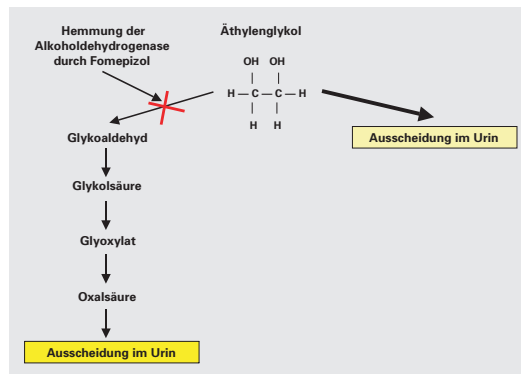 Hemmung der
Alkoholdehydrogenase
durch Fomepizol
Äthylenglykol
OH OH
H – C – C – H
H H
Glykoaldehyd
Ausscheidung im Urin
Glykolsäure
Glyoxylat
Oxalsäure
Ausscheidung im Urin